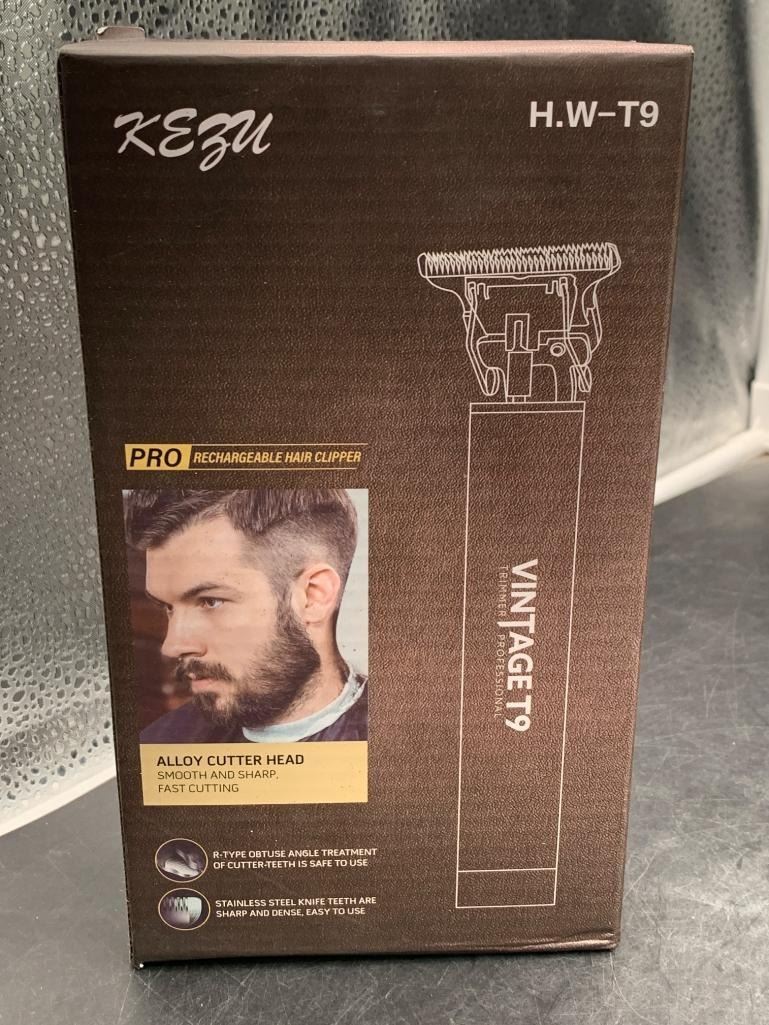 KEZU
H.W-T9
PRO RECHARGEABLE HAIR CLIPPER
VINTAGE T9
TRIMMER PROFESSIONAL
ALLOY CUTTER HEAD
SMOOTH AND SHARP,
FAST CUTTING
R-TYPE OBTUSE ANGLE TREATMENT
OF CUTTER-TEETH IS SAFE TO USE
STAINLESS STEEL KNIFE TEETH ARE
SHARP AND DENSE, EASY TO USE